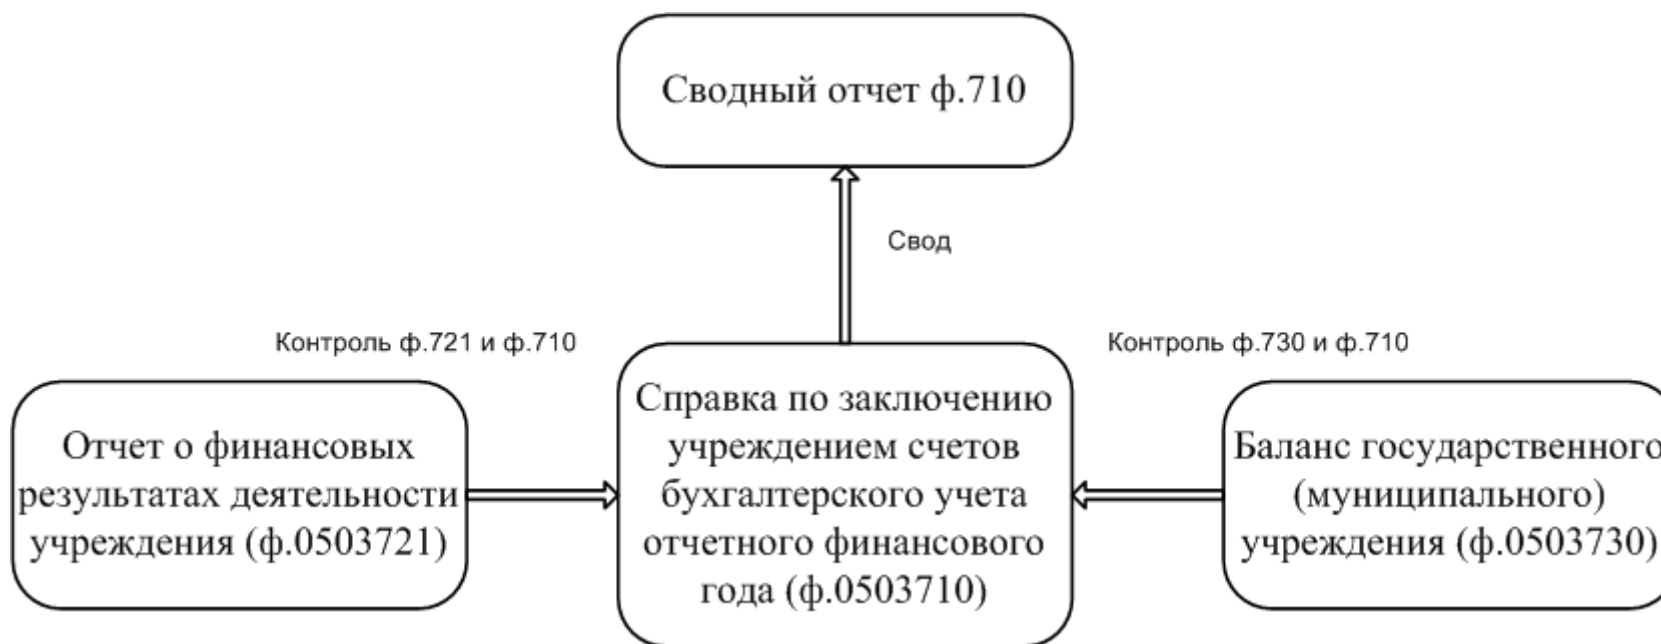 Сводный отчет ф.710
Свод
Контроль ф.721 и ф.710
Контроль ф.730 и ф.710
Отчет о финансовых
результатах деятельности
учреждения (ф.0503721)
Справка по заключению
учреждением счетов
бухгалтерского учета
отчетного финансового
года (ф.0503710)
Баланс государственного
(муниципального)
учреждения (ф.0503730)